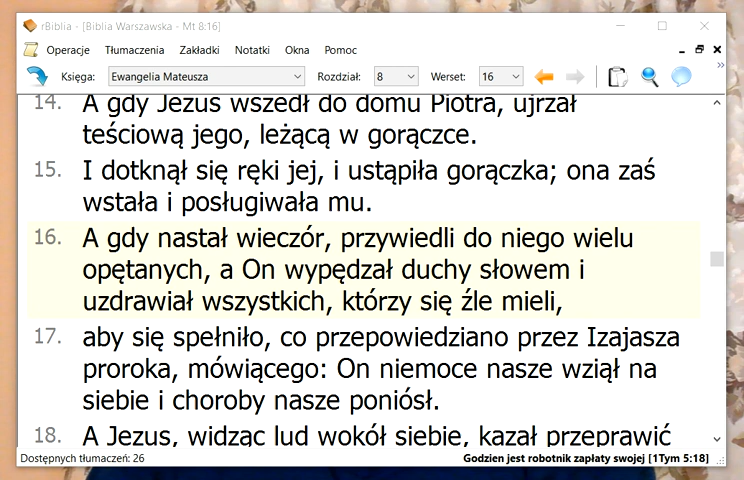 rBiblia - [Biblia Warszawska - Mt 8:16]
Operacje Tłumaczenia Zakładki Notatki Okna Pomoc
Księga: Ewangelia Mateusza Rozdział: 8 Werset: 16
14. A gdy Jezus wszedł do domu Piotra, ujrzał
teściową jego, leżącą w gorączce.
15. I dotknął się ręki jej, i ustąpiła gorączka; ona zaś
wstała i posługiwała mu.
16. A gdy nastał wieczór, przywiedli do niego wielu
opętanych, a On wypędzał duchy słowem i
uzdrawiał wszystkich, którzy się źle mieli,
17. aby się spełniło, co przepowiedziano przez Izajasza
proroka, mówiącego: On niemoce nasze wziął na
siebie i choroby nasze poniósł.
18. A Jezus, widząc lud wokół siebie, kazał przeprawić
Dostępnych tłumaczeń: 26 Godzien jest robotnik zapłaty swojej [1Tym 5:18]